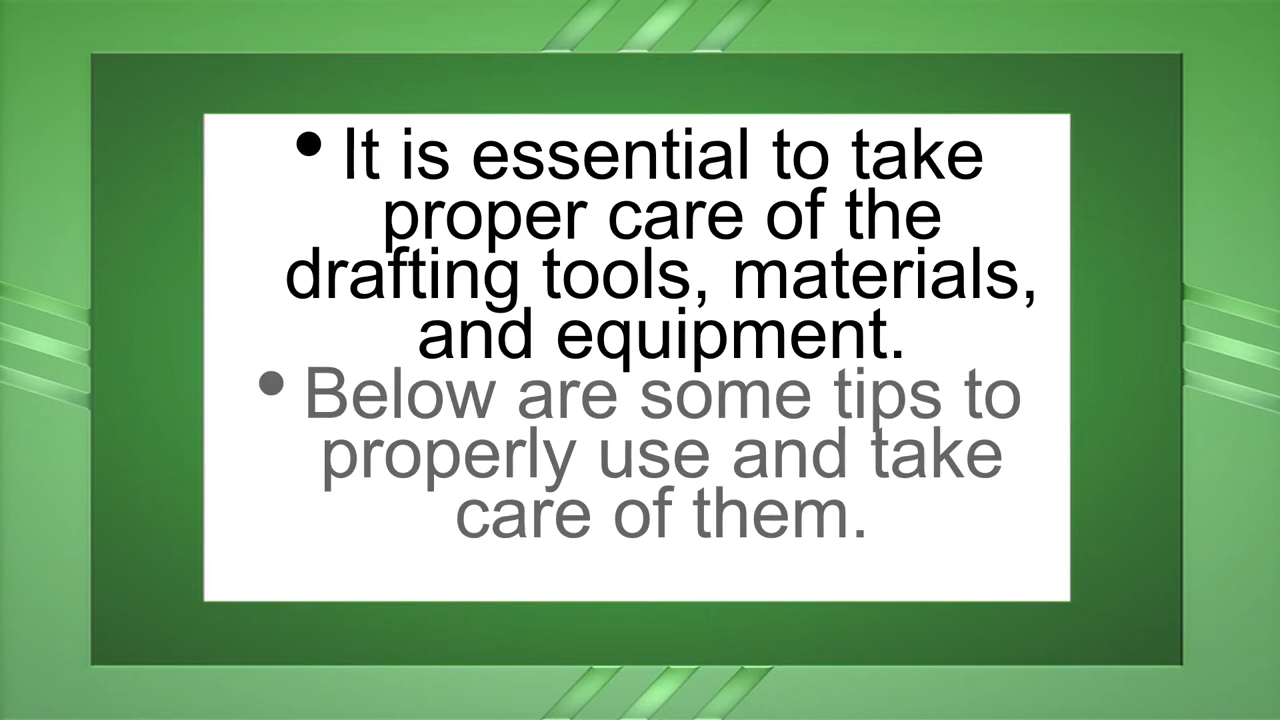 • It is essential to take
proper care of the
drafting tools, materials,
and equipment.
• Below are some tips to
properly use and take
care of them.